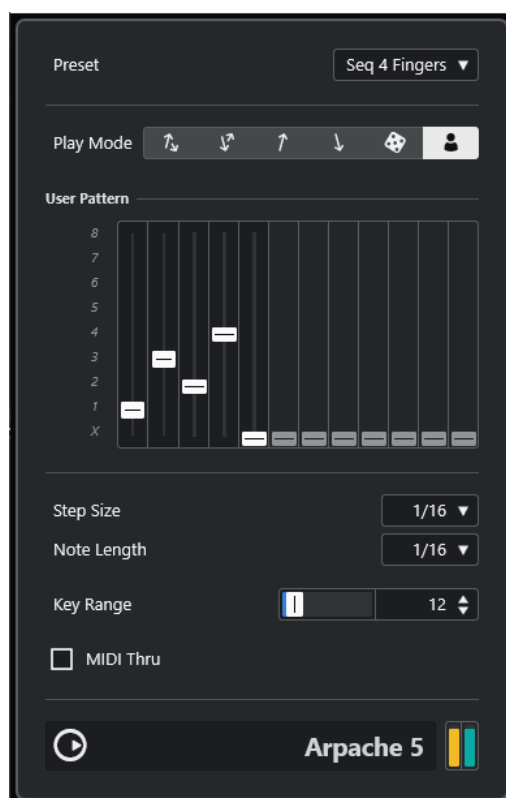 Preset Seq 4 Fingers
Play Mode
User Pattern
8
7
6
5
4
3
2
1
X
Step Size 1/16
Note Length 1/16
Key Range 12
MIDI Thru
Arpache 5